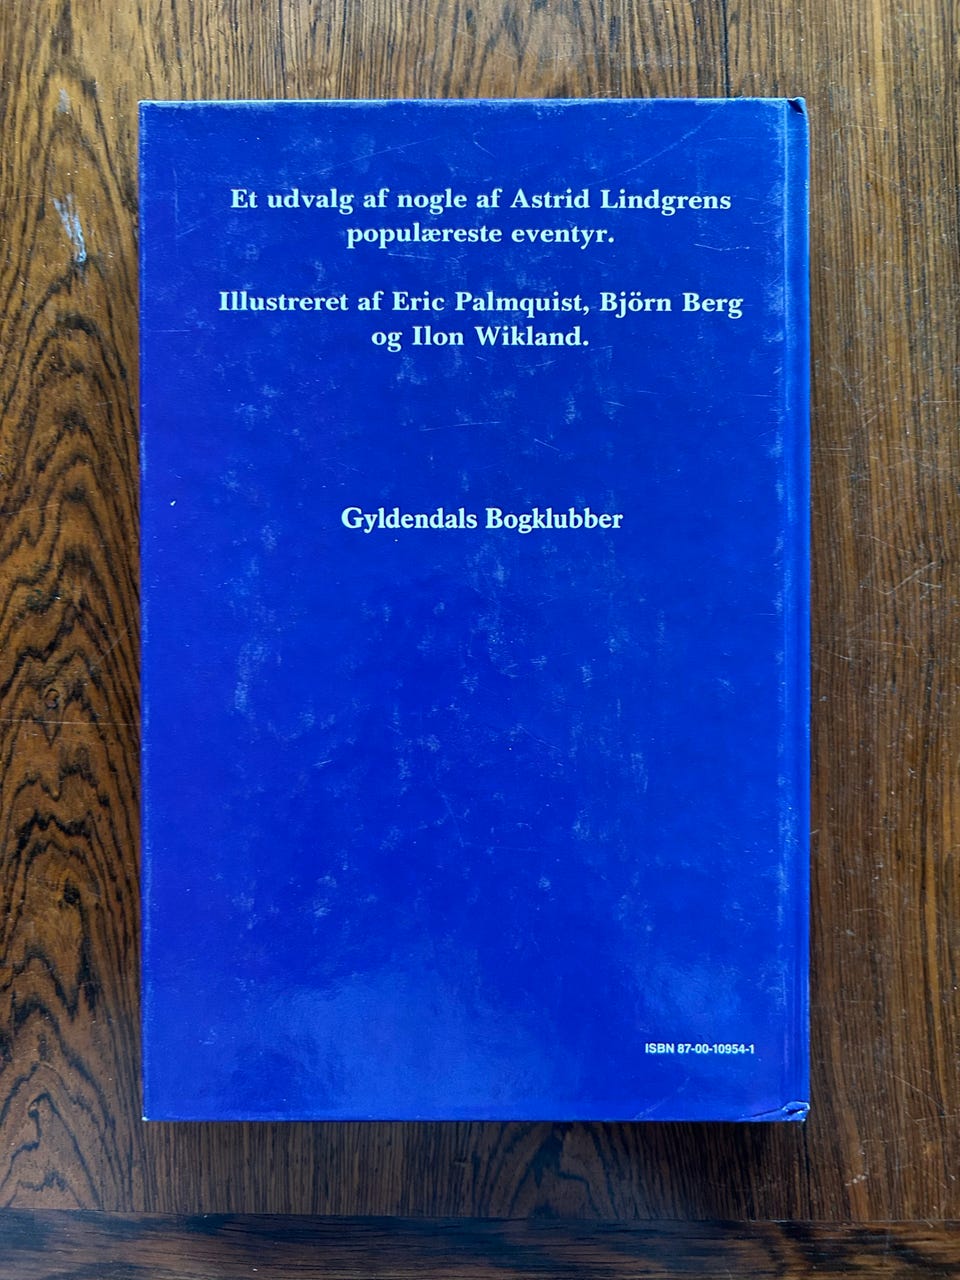 Et udvalg af nogle af Astrid Lindgrens
populæreste eventyr.
Illustreret af Eric Palmquist, Björn Berg
og Ilon Wikland.
Gyldendals Bogklubber
ISBN 87-00-10954-1